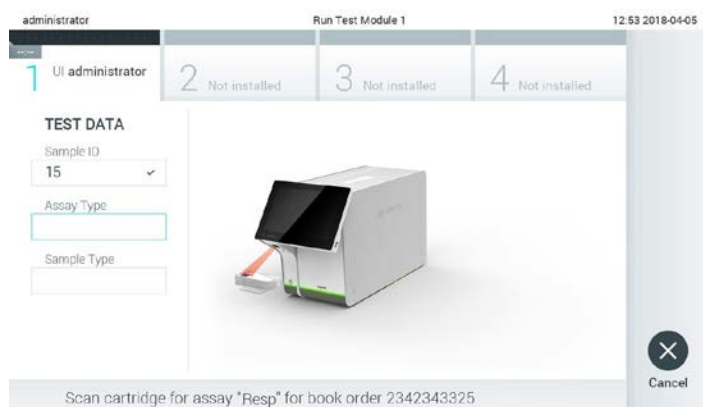 administrator Run Test Module 1 12:53 2018-04-05
1 UI administrator 2 Not installed 3 Not installed 4 Not installed
TEST DATA
Sample ID
15
Assay Type
Sample Type
Cancel
Scan cartridge for assay "Resp" for book order 2342343325